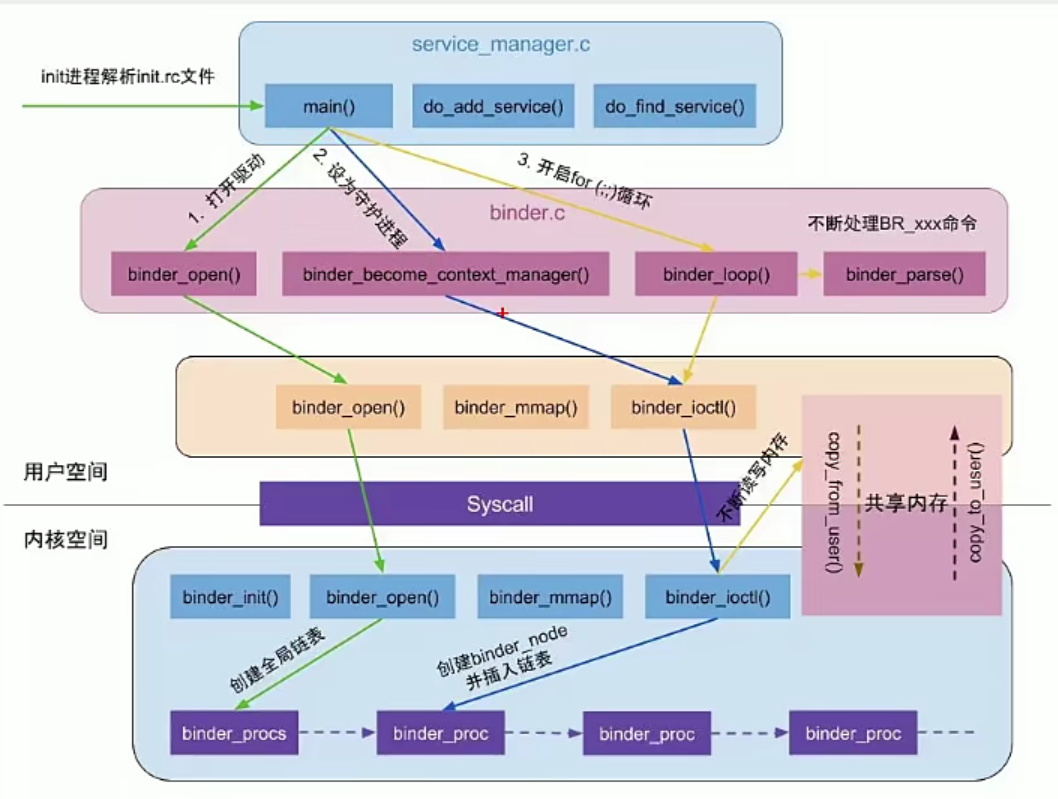 service_manager.c
init进程解析init.rc文件
main()
do_add_service()
do_find_service()
1. 打开驱动
2. 设为守护进程
3. 开启for (;;)循环
binder.c
不断处理BR_xxx命令
binder_open()
binder_become_context_manager()
binder_loop()
binder_parse()
binder_open()
binder_mmap()
binder_ioctl()
用户空间
Syscall
不断读写内存
copy_from_user()
共享内存
copy_to_user()
内核空间
binder_init()
binder_open()
binder_mmap()
binder_ioctl()
创建全局链表
创建binder_node
并插入链表
binder_procs
binder_proc
binder_proc
binder_proc